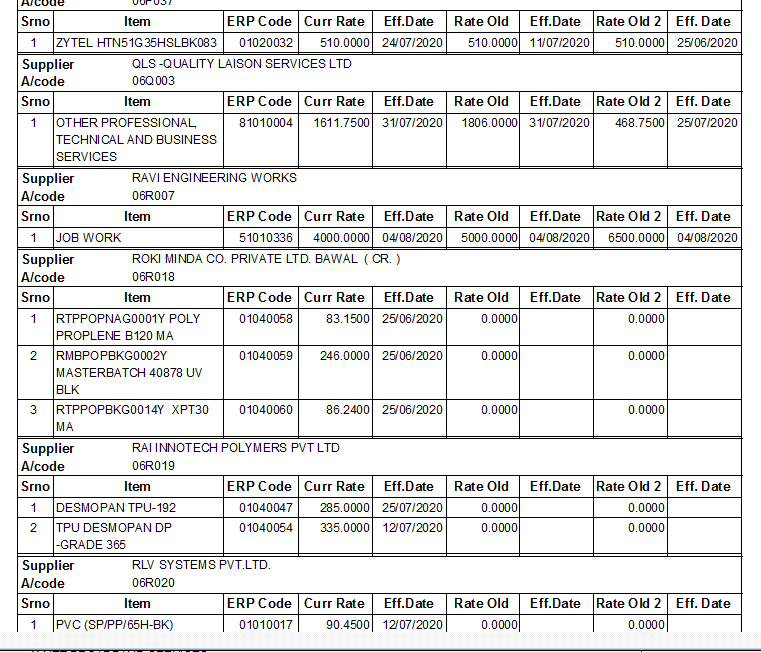 A/code 06P037
Srno Item ERP Code Curr Rate Eff.Date Rate Old Eff.Date Rate Old 2 Eff. Date
1 ZYTEL HTN51G35HSLBK083 01020032 510.0000 24/07/2020 510.0000 11/07/2020 510.0000 25/06/2020
Supplier QLS -QUALITY LAISON SERVICES LTD
A/code 06Q003
Srno Item ERP Code Curr Rate Eff.Date Rate Old Eff.Date Rate Old 2 Eff. Date
1 OTHER PROFESSIONAL, 81010004 1611.7500 31/07/2020 1806.0000 31/07/2020 468.7500 25/07/2020
TECHNICAL AND BUSINESS
SERVICES
Supplier RAVI ENGINEERING WORKS
A/code 06R007
Srno Item ERP Code Curr Rate Eff.Date Rate Old Eff.Date Rate Old 2 Eff. Date
1 JOB WORK 51010336 4000.0000 04/08/2020 5000.0000 04/08/2020 6500.0000 04/08/2020
Supplier ROKI MINDA CO. PRIVATE LTD. BAWAL ( CR. )
A/code 06R018
Srno Item ERP Code Curr Rate Eff.Date Rate Old Eff.Date Rate Old 2 Eff. Date
1 RTPPOPNAG0001Y POLY 01040058 83.1500 25/06/2020 0.0000 0.0000
PROPLENE B120 MA
2 RMBPOPBKG0002Y 01040059 246.0000 25/06/2020 0.0000 0.0000
MASTERBATCH 40878 UV
BLK
3 RTPPOPBKG0014Y XPT30 01040060 86.2400 25/06/2020 0.0000 0.0000
MA
Supplier RAI INNOTECH POLYMERS PVT LTD
A/code 06R019
Srno Item ERP Code Curr Rate Eff.Date Rate Old Eff.Date Rate Old 2 Eff. Date
1 DESMOPAN TPU-192 01040047 285.0000 25/07/2020 0.0000 0.0000
2 TPU DESMOPAN DP 01040054 335.0000 12/07/2020 0.0000 0.0000
-GRADE 365
Supplier RLV SYSTEMS PVT.LTD.
A/code 06R020
Srno Item ERP Code Curr Rate Eff.Date Rate Old Eff.Date Rate Old 2 Eff. Date
1 PVC (SP/PP/65H-BK) 01010017 90.4500 12/07/2020 0.0000 0.0000